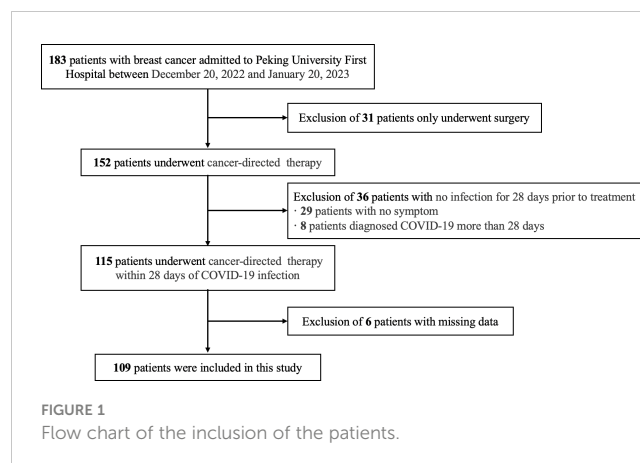 183 patients with breast cancer admitted to Peking University First
Hospital between December 20, 2022 and January 20, 2023
Exclusion of 31 patients only underwent surgery
152 patients underwent cancer-directed therapy
Exclusion of 36 patients with no infection for 28 days prior to treatment
· 29 patients with no symptom
· 8 patients diagnosed COVID-19 more than 28 days
115 patients underwent cancer-directed therapy
within 28 days of COVID-19 infection
Exclusion of 6 patients with missing data
109 patients were included in this study
FIGURE 1
Flow chart of the inclusion of the patients.